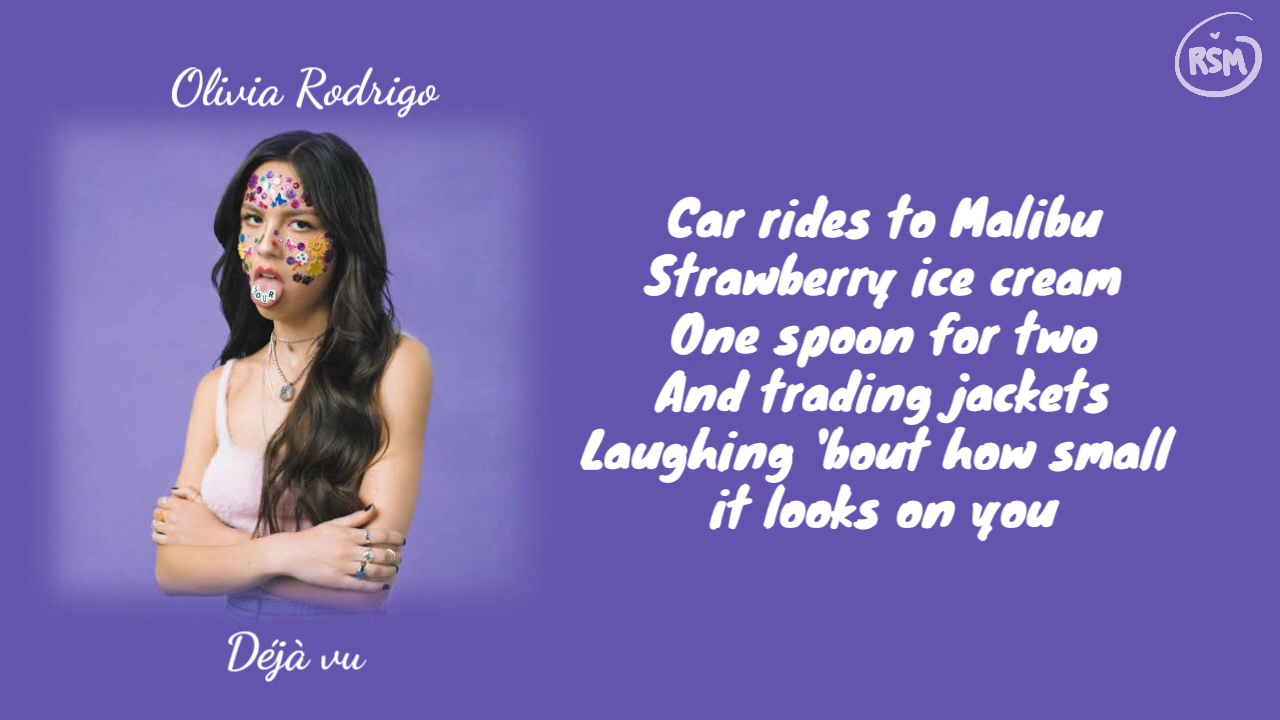 Olivia Rodrigo
SOUR
Déjà vu
Car rides to Malibu
Strawberry ice cream
One spoon for two
And trading jackets
Laughing 'bout how small
it looks on you
RSM